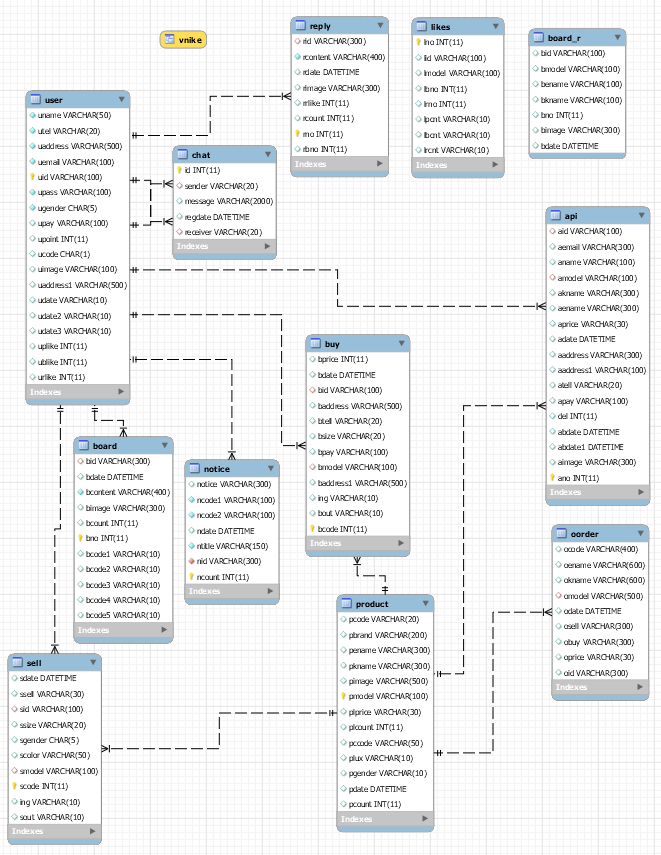 vnike
reply
rid VARCHAR(300)
rcontent VARCHAR(400)
rdate DATETIME
rimage VARCHAR(300)
rrlike INT(11)
rcount INT(11)
rno INT(11)
rbno INT(11)
Indexes
likes
lno INT(11)
lid VARCHAR(100)
lmodel VARCHAR(100)
lbno INT(11)
lrno INT(11)
lpcnt VARCHAR(10)
lbcnt VARCHAR(10)
lrcnt VARCHAR(10)
Indexes
board_r
bid VARCHAR(100)
bmodel VARCHAR(100)
bename VARCHAR(100)
bkname VARCHAR(100)
bno INT(11)
bimage VARCHAR(300)
bdate DATETIME
user
uname VARCHAR(50)
utel VARCHAR(20)
uaddress VARCHAR(500)
uemail VARCHAR(100)
uid VARCHAR(100)
upass VARCHAR(100)
ugender CHAR(5)
upay VARCHAR(100)
upoint INT(11)
ucode CHAR(1)
uimage VARCHAR(100)
uaddress1 VARCHAR(500)
udate VARCHAR(10)
udate2 VARCHAR(10)
udate3 VARCHAR(10)
uplike INT(11)
ublike INT(11)
urlike INT(11)
Indexes
chat
id INT(11)
sender VARCHAR(20)
message VARCHAR(2000)
regdate DATETIME
receiver VARCHAR(20)
Indexes
api
aid VARCHAR(100)
aemail VARCHAR(300)
aname VARCHAR(100)
amodel VARCHAR(100)
akname VARCHAR(300)
aename VARCHAR(300)
aprice VARCHAR(30)
adate DATETIME
aaddress VARCHAR(300)
aaddress1 VARCHAR(100)
atell VARCHAR(20)
apay VARCHAR(100)
del INT(11)
abdate DATETIME
abdate1 DATETIME
aimage VARCHAR(300)
ano INT(11)
Indexes
buy
bprice INT(11)
bdate DATETIME
bid VARCHAR(100)
baddress VARCHAR(500)
btell VARCHAR(20)
bsize VARCHAR(20)
bpay VARCHAR(100)
bmodel VARCHAR(100)
baddress1 VARCHAR(500)
ing VARCHAR(10)
bout VARCHAR(10)
bcode INT(11)
Indexes
board
bid VARCHAR(300)
bdate DATETIME
bcontent VARCHAR(400)
bimage VARCHAR(300)
bcount INT(11)
bno INT(11)
bcode1 VARCHAR(10)
bcode2 VARCHAR(10)
bcode3 VARCHAR(10)
bcode4 VARCHAR(10)
bcode5 VARCHAR(10)
Indexes
notice
notice VARCHAR(300)
ncode1 VARCHAR(100)
ncode2 VARCHAR(100)
ndate DATETIME
ntitle VARCHAR(150)
nid VARCHAR(300)
ncount INT(11)
Indexes
oorder
ocode VARCHAR(400)
oename VARCHAR(600)
okname VARCHAR(600)
omodel VARCHAR(500)
odate DATETIME
osell VARCHAR(300)
obuy VARCHAR(300)
oprice VARCHAR(30)
oid VARCHAR(300)
Indexes
product
pcode VARCHAR(20)
pbrand VARCHAR(200)
pename VARCHAR(300)
pkname VARCHAR(300)
pimage VARCHAR(500)
pmodel VARCHAR(100)
plprice VARCHAR(30)
plcount INT(11)
pccode VARCHAR(50)
plux VARCHAR(10)
pgender VARCHAR(10)
pdate DATETIME
pcount INT(11)
Indexes
sell
sdate DATETIME
ssell VARCHAR(30)
sid VARCHAR(100)
ssize VARCHAR(20)
sgender CHAR(5)
scolor VARCHAR(50)
smodel VARCHAR(100)
scode INT(11)
ing VARCHAR(10)
sout VARCHAR(10)
Indexes